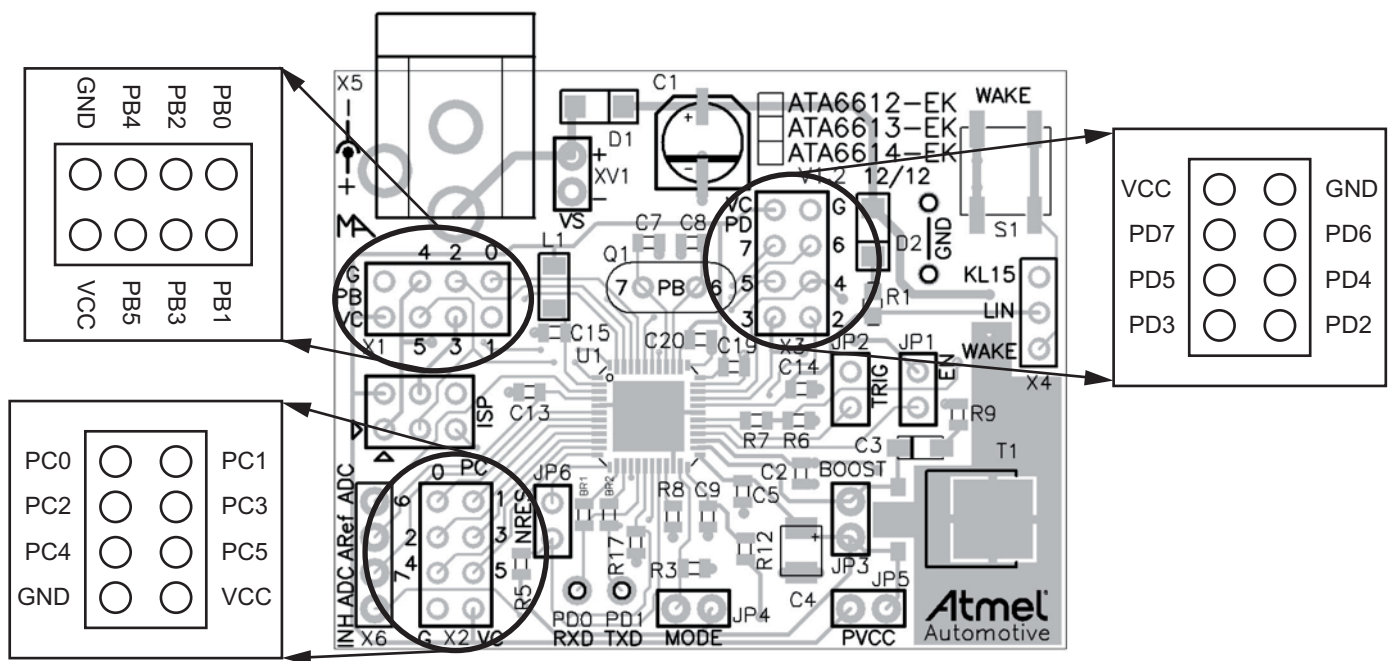 GND PB4 PB2 PB0
VCC PB5 PB3 PB1
PC0 PC1
PC2 PC3
PC4 PC5
GND VCC
VCC GND
PD7 PD6
PD5 PD4
PD3 PD2
X5
-
+
D1
+
XV1
-
VS
C1
+
-
ATA6612-EK
ATA6613-EK
ATA6614-EK
V1.2 12/12
WAKE
S1
4 2 0
G
PB
VC
X1 5 3 1
L1
C15
U1
Q1
7 PB 6
C7 C8
VC G
PD
7 6
5 4
3 2
X3
D2
GND
R1
KL15
LIN
WAKE
X4
C20
C19
C14
JP2
TRIG
JP1
EN
R9
ISP
C13
R7 R6
C3
T1
C2
BOOST
C5
JP3
0 PC
1
2 3
4 5
G X2 VC
6
7
INH ADC ARef ADC
X6
JP6
NRES
R5
BR1
BR2
R17
R8
C9
R3
R12
+
C4
PD0 PD1
RXD TXD
JP4
MODE
JP5
PVCC
Atmel
Automotive